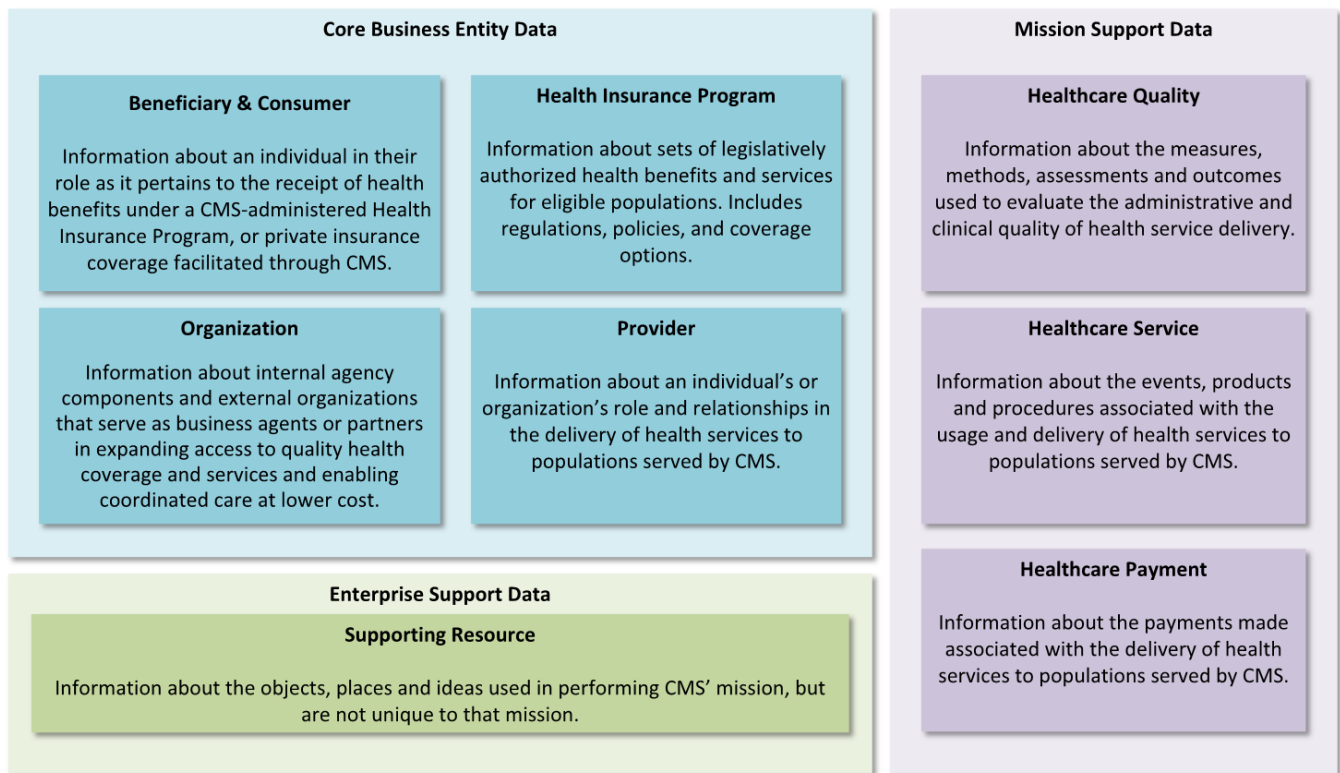 Core Business Entity Data
Beneficiary & Consumer
Information about an individual in their
role as it pertains to the receipt of health
benefits under a CMS-administered Health
Insurance Program, or private insurance
coverage facilitated through CMS.
Health Insurance Program
Information about sets of legislatively
authorized health benefits and services
for eligible populations. Includes
regulations, policies, and coverage
options.
Organization
Information about internal agency
components and external organizations
that serve as business agents or partners
in expanding access to quality health
coverage and services and enabling
coordinated care at lower cost.
Provider
Information about an individual’s or
organization’s role and relationships in
the delivery of health services to
populations served by CMS.
Enterprise Support Data
Supporting Resource
Information about the objects, places and ideas used in performing CMS’ mission, but
are not unique to that mission.
Mission Support Data
Healthcare Quality
Information about the measures,
methods, assessments and outcomes
used to evaluate the administrative and
clinical quality of health service delivery.
Healthcare Service
Information about the events, products
and procedures associated with the
usage and delivery of health services to
populations served by CMS.
Healthcare Payment
Information about the payments made
associated with the delivery of health
services to populations served by CMS.